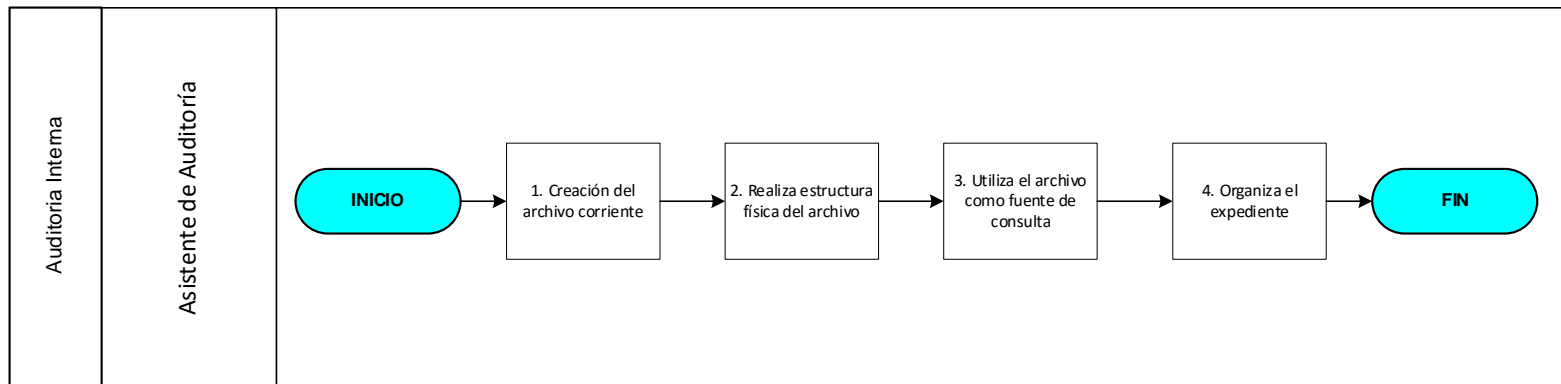 Auditoria Interna
Asistente de Auditoría
INICIO
1. Creación del
archivo corriente
2. Realiza estructura
física del archivo
3. Utiliza el archivo
como fuente de
consulta
4. Organiza el
expediente
FIN